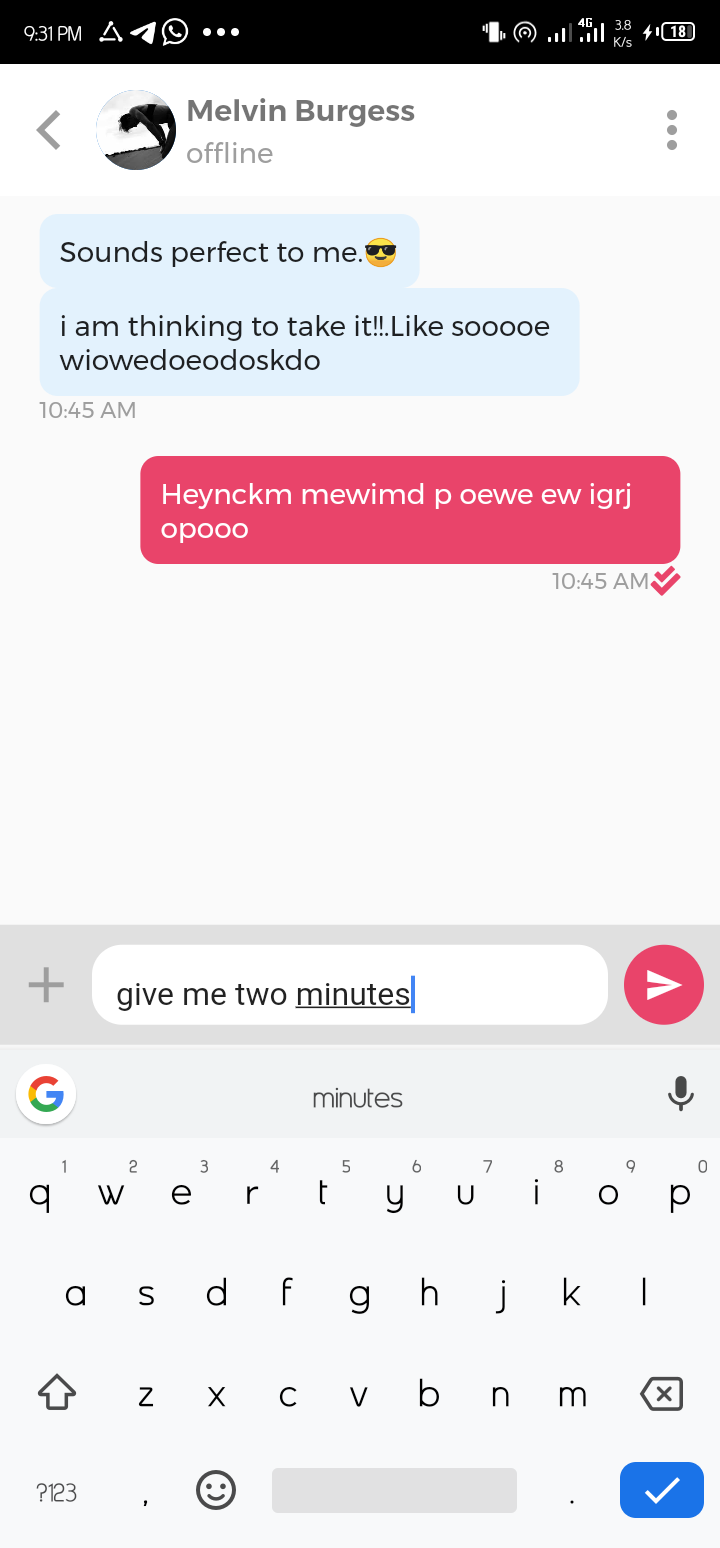 9:31 PM 4G 3.8 K/s 18
Melvin Burgess
offline
Sounds perfect to me.😎
i am thinking to take it!!.Like sooooe
wiowedoeodoskdo
10:45 AM
Heynckm mewimd p oewe ew igrj
opooo
10:45 AM
give me two minutes
G minutes
1 2 3 4 5 6 7 8 9 0
q w e r t y u i o p
a s d f g h j k l
z x c v b n m
?123 , .